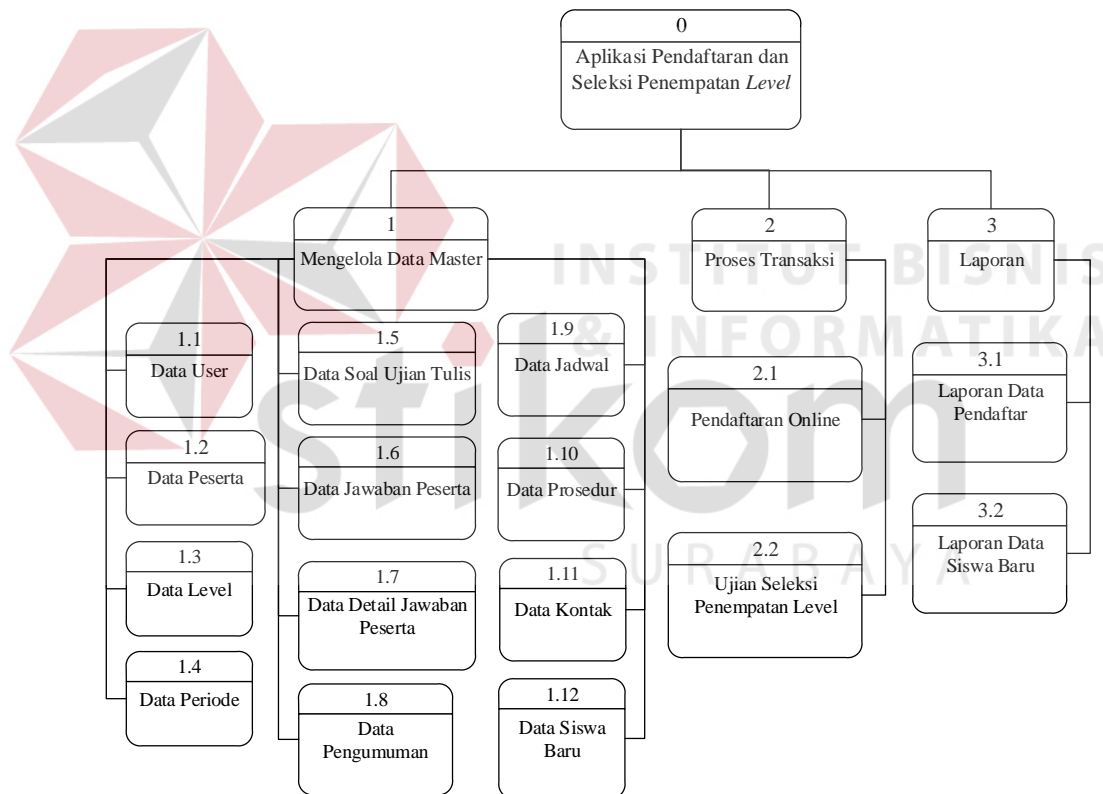 0
Aplikasi Pendaftaran dan
Seleksi Penempatan Level
1
Mengelola Data Master
2
Proses Transaksi
3
Laporan
1.1
Data User
1.2
Data Peserta
1.3
Data Level
1.4
Data Periode
1.5
Data Soal Ujian Tulis
1.6
Data Jawaban Peserta
1.7
Data Detail Jawaban
Peserta
1.8
Data
Pengumuman
1.9
Data Jadwal
1.10
Data Prosedur
1.11
Data Kontak
1.12
Data Siswa
Baru
2.1
Pendaftaran Online
2.2
Ujian Seleksi
Penempatan Level
3.1
Laporan Data
Pendaftar
3.2
Laporan Data
Siswa Baru
INSTITUT BISNIS
& INFORMATIKA
stikom
SURABAYA